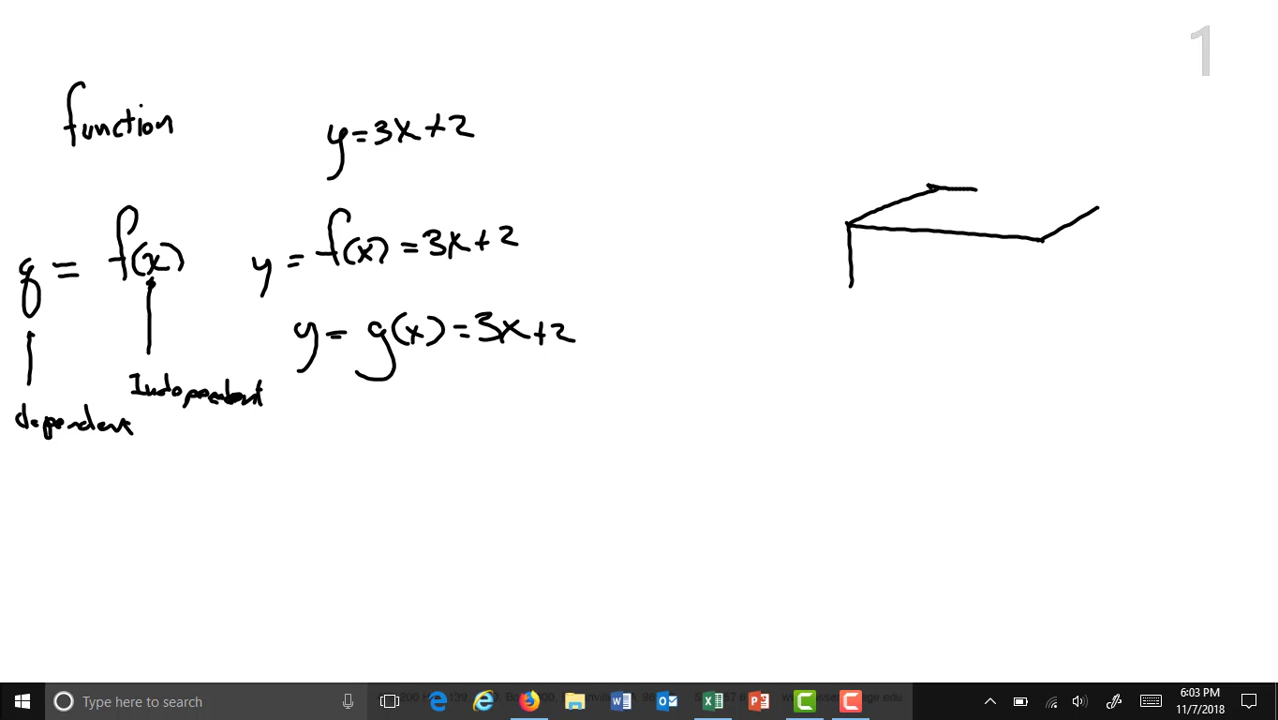 1
function
y=3x+2
y = f(x)
y = f(x) = 3x+2
y = g(x) = 3x+2
Independent
dependent
Type here to search
6:03 PM
11/7/2018